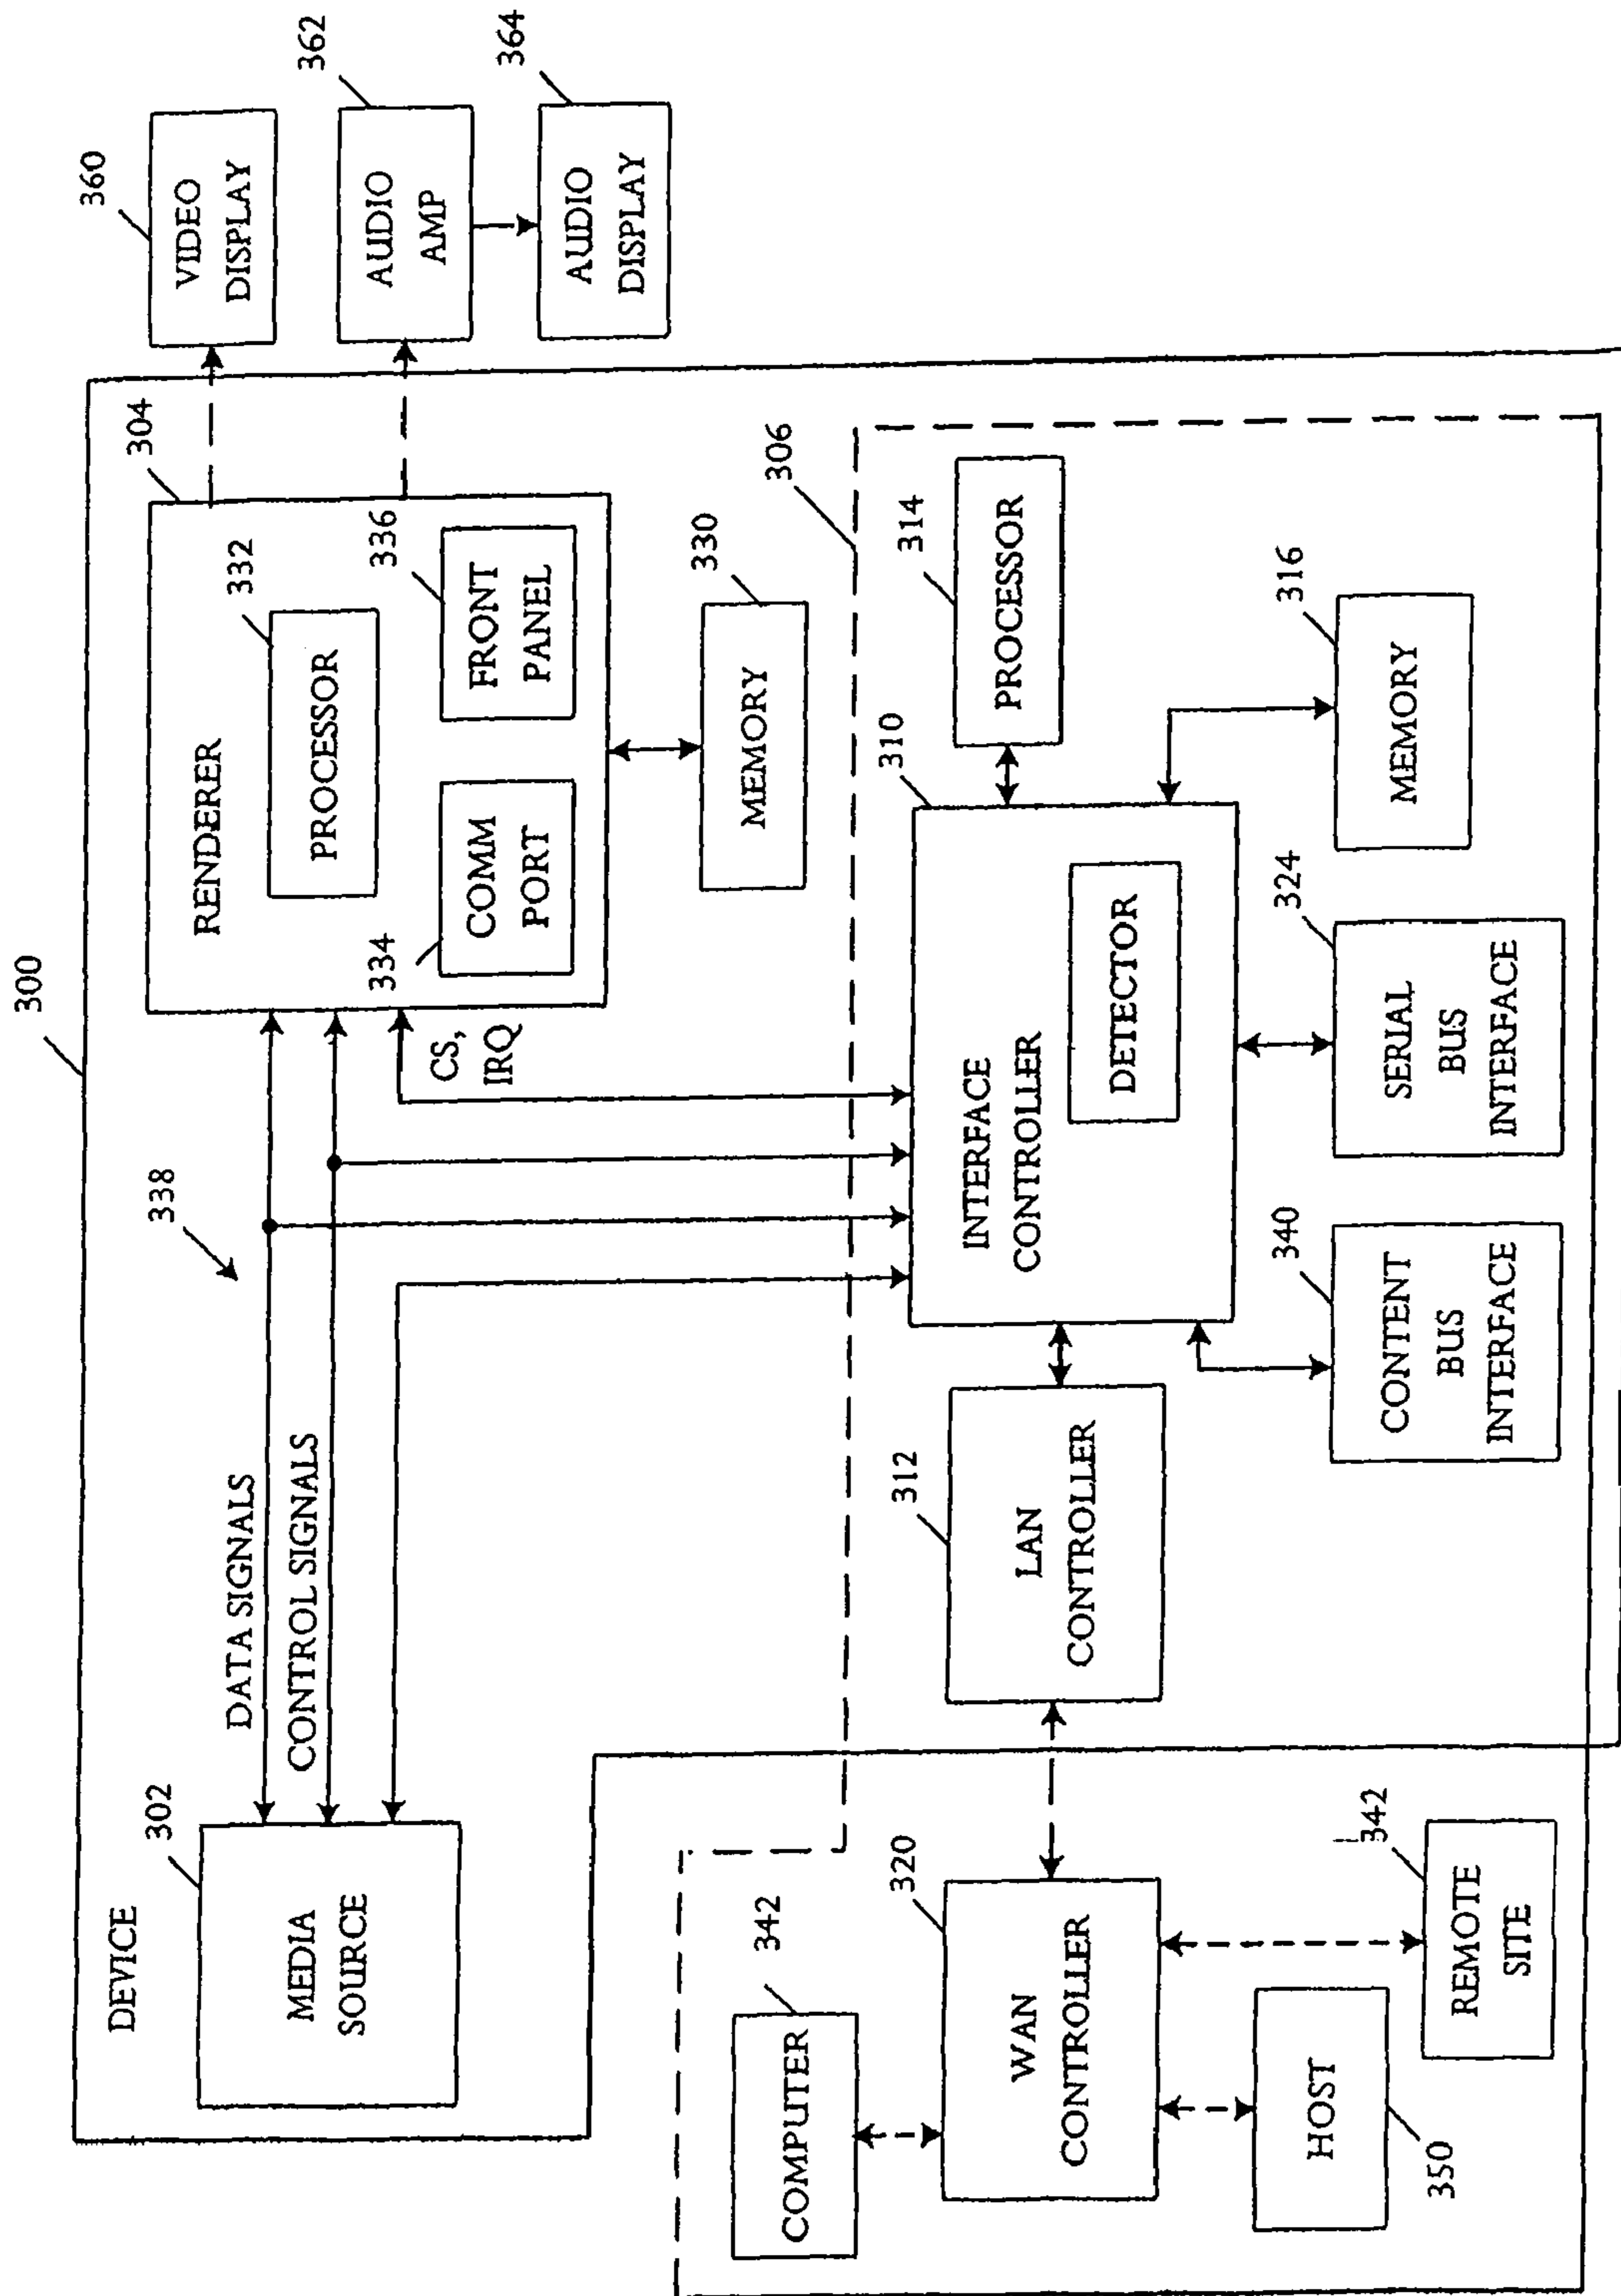 300
DEVICE
302
MEDIA
SOURCE
DATA SIGNALS
CONTROL SIGNALS
338
CS,
IRQ
304
RENDERER
332
PROCESSOR
334
COMM
PORT
336
FRONT
PANEL
330
MEMORY
360
VIDEO
DISPLAY
362
AUDIO
AMP
364
AUDIO
DISPLAY
306
310
INTERFACE
CONTROLLER
DETECTOR
314
PROCESSOR
316
MEMORY
324
SERIAL
BUS
INTERFACE
340
CONTENT
BUS
INTERFACE
312
LAN
CONTROLLER
320
WAN
CONTROLLER
342
COMPUTER
HOST
350
342
REMOTE
SITE